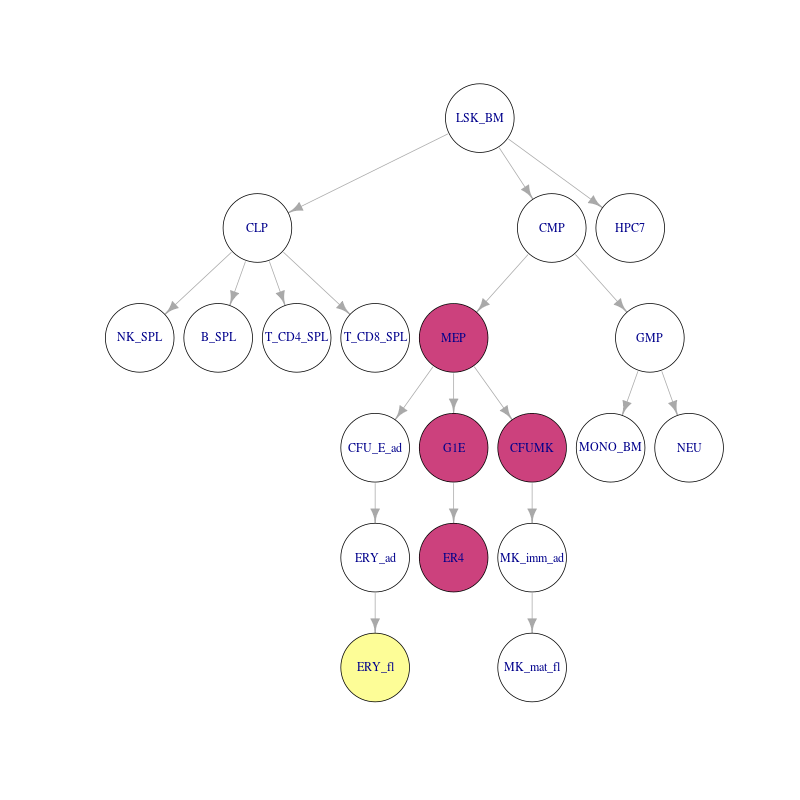 LSK_BM
CLP
CMP
HPC7
NK_SPL
B_SPL
T_CD4_SPL
T_CD8_SPL
MEP
GMP
CFU_E_ad
G1E
CFUMK
MONO_BM
NEU
ERY_ad
ER4
MK_imm_ad
ERY_fl
MK_mat_fl